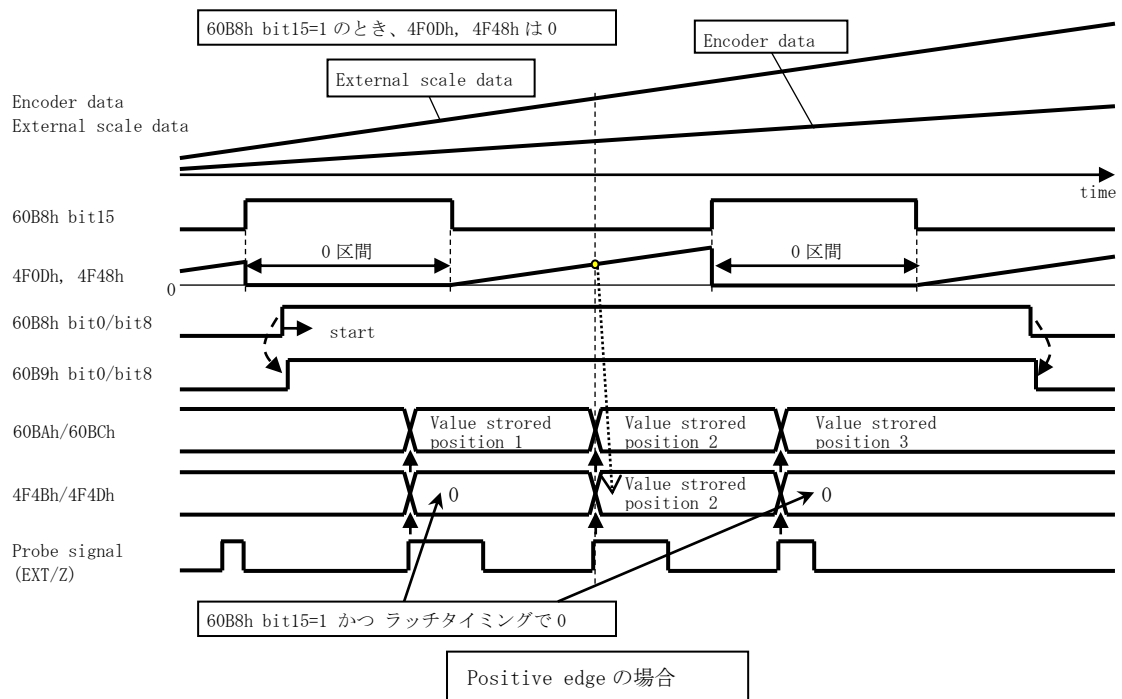 60B8h bit15=1 のとき、4F0Dh, 4F48h は 0
Encoder data
External scale data
Encoder data
External scale data
time
60B8h bit15
0 区間
0 区間
4F0Dh, 4F48h
0
60B8h bit0/bit8
start
60B9h bit0/bit8
60BAh/60BCh
Value strored
position 1
Value strored
position 2
Value strored
position 3
4F4Bh/4F4Dh
0
Value strored
position 2
0
Probe signal
(EXT/Z)
60B8h bit15=1 かつ ラッチタイミングで 0
Positive edge の場合